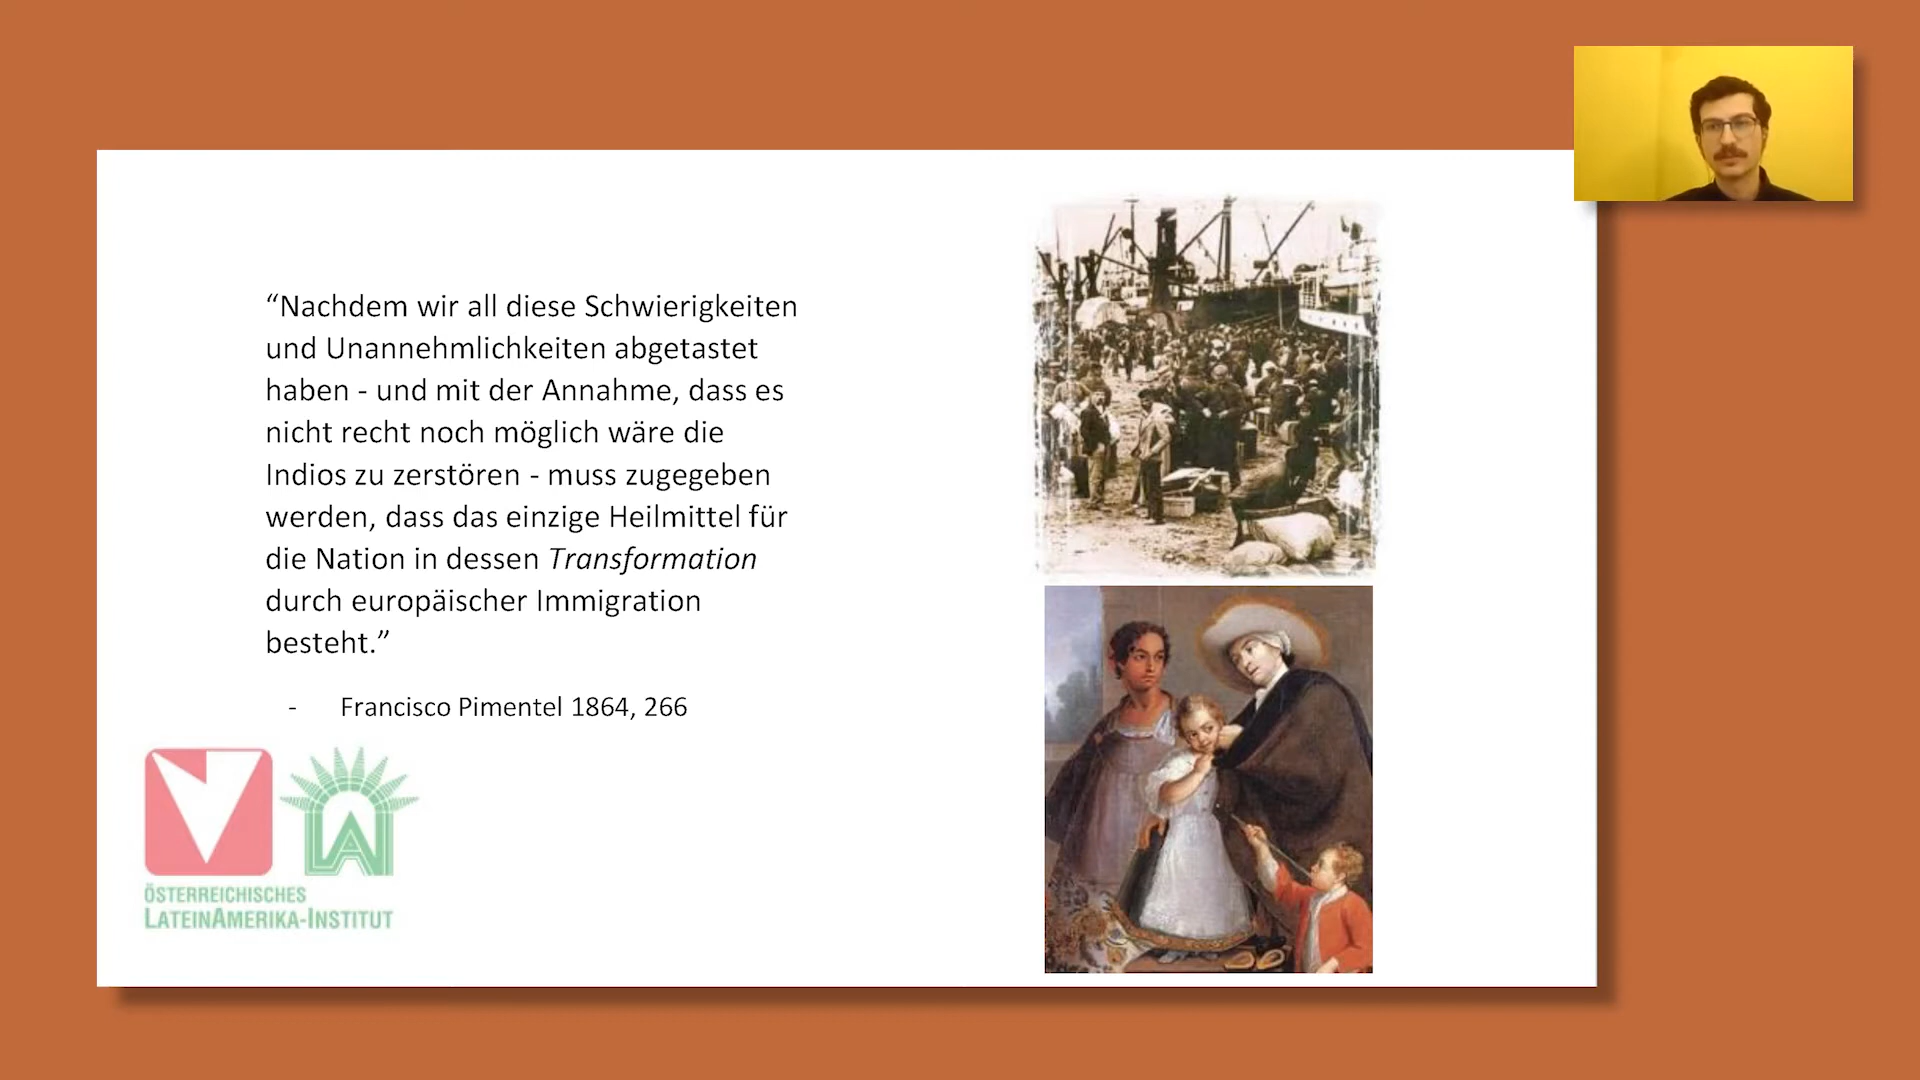 “Nachdem wir all diese Schwierigkeiten
und Unannehmlichkeiten abgetastet
haben - und mit der Annahme, dass es
nicht recht noch möglich wäre die
Indios zu zerstören - muss zugegeben
werden, dass das einzige Heilmittel für
die Nation in dessen Transformation
durch europäischer Immigration
besteht.”
- Francisco Pimentel 1864, 266
LAI
ÖSTERREICHISCHES
LATEINAMERIKA-INSTITUT